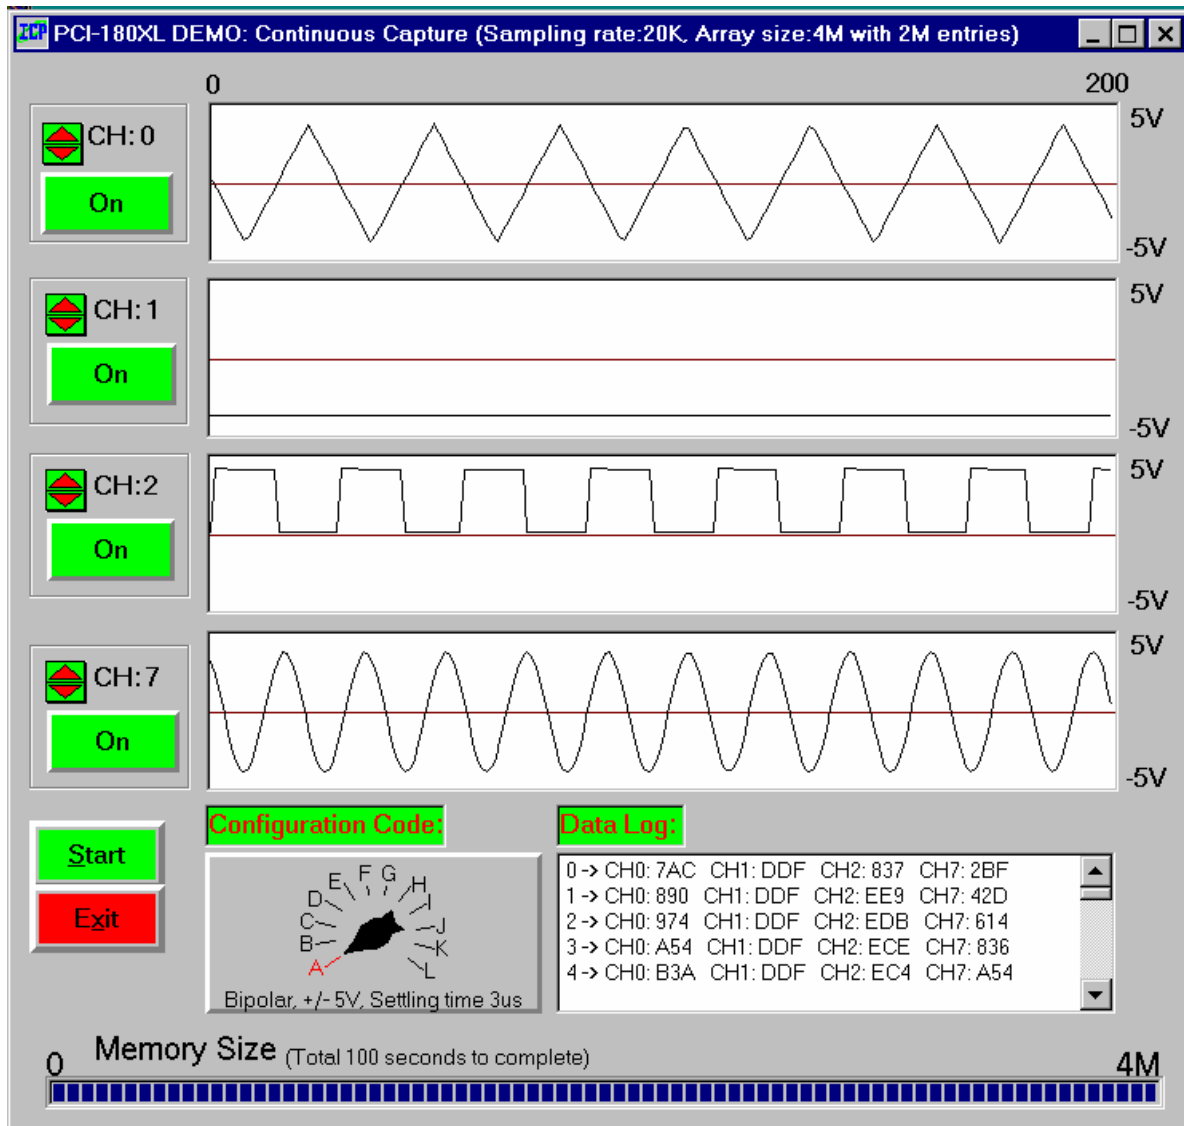 ICP PCI-180XL DEMO: Continuous Capture (Sampling rate:20K, Array size:4M with 2M entries)
0 200
CH: 0
On
5V
-5V
CH: 1
On
5V
-5V
CH:2
On
5V
-5V
CH: 7
On
5V
-5V
Start
Exit
Configuration Code:
A
B
C
D
E
F
G
H
I
J
K
L
Bipolar, +/- 5V, Settling time 3us
Data Log:
0 -> CH0: 7AC CH1: DDF CH2: 837 CH7: 2BF
1 -> CH0: 890 CH1: DDF CH2: EE9 CH7: 42D
2 -> CH0: 974 CH1: DDF CH2: EDB CH7: 614
3 -> CH0: A54 CH1: DDF CH2: ECE CH7: 836
4 -> CH0: B3A CH1: DDF CH2: EC4 CH7: A54
0 Memory Size (Total 100 seconds to complete) 4M